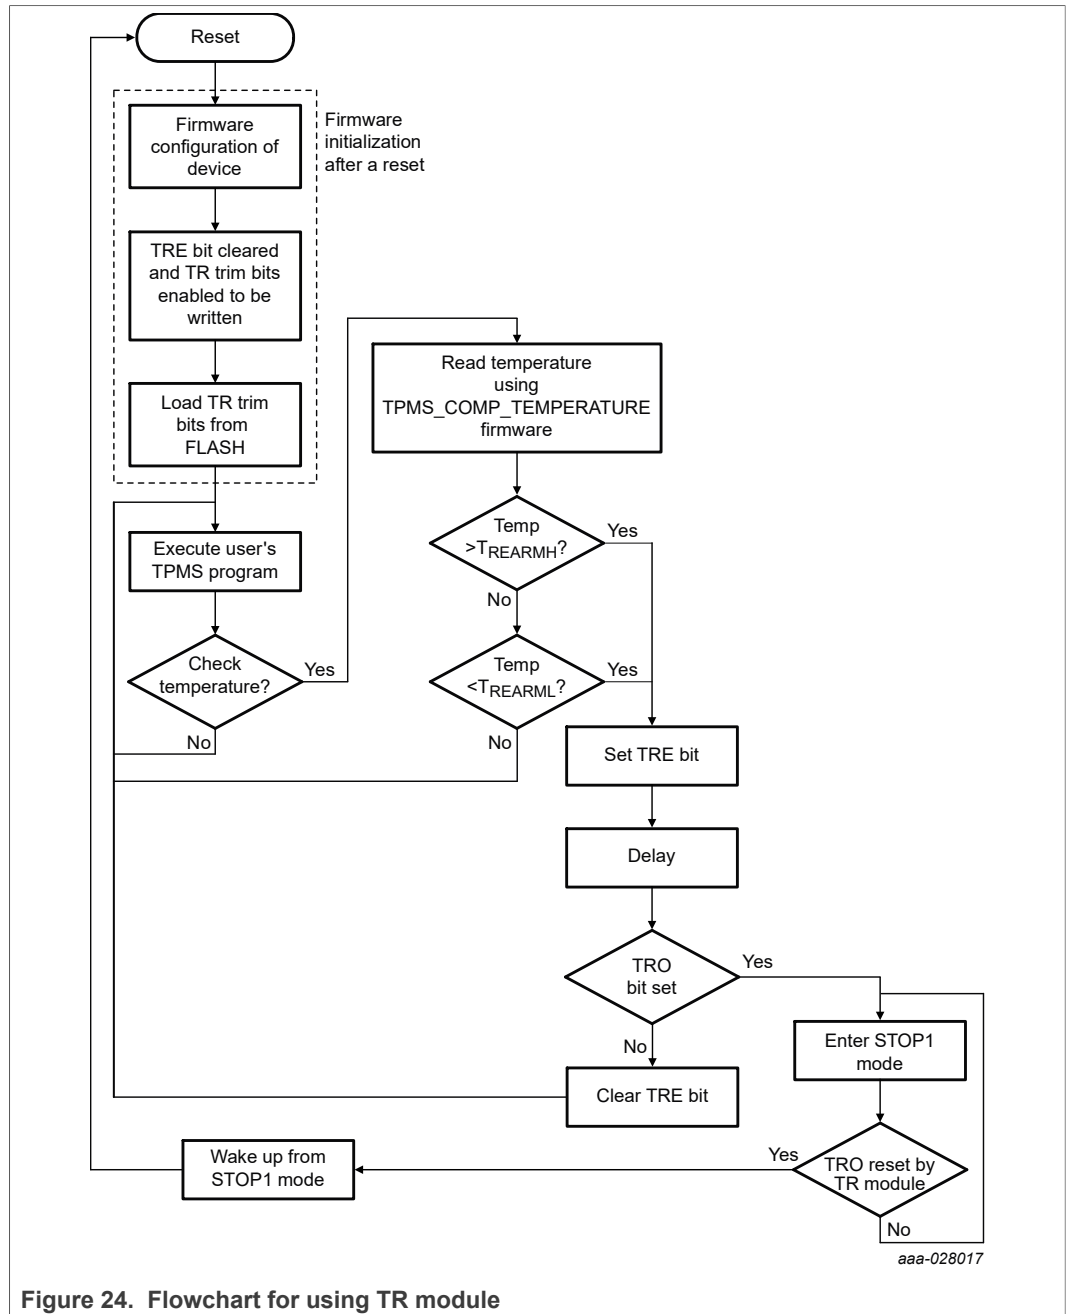 Reset
Firmware
configuration of
device
Firmware
initialization
after a reset
TRE bit cleared
and TR trim bits
enabled to be
written
Load TR trim
bits from
FLASH
Execute user's
TPMS program
Check
temperature?
Yes
No
Read temperature
using
TPMS_COMP_TEMPERATURE
firmware
Temp
>TREARMH?
Yes
No
Temp
<TREARML?
Yes
No
Set TRE bit
Delay
TRO
bit set
Yes
No
Clear TRE bit
Enter STOP1
mode
TRO reset by
TR module
Yes
No
Wake up from
STOP1 mode
aaa-028017
Figure 24. Flowchart for using TR module